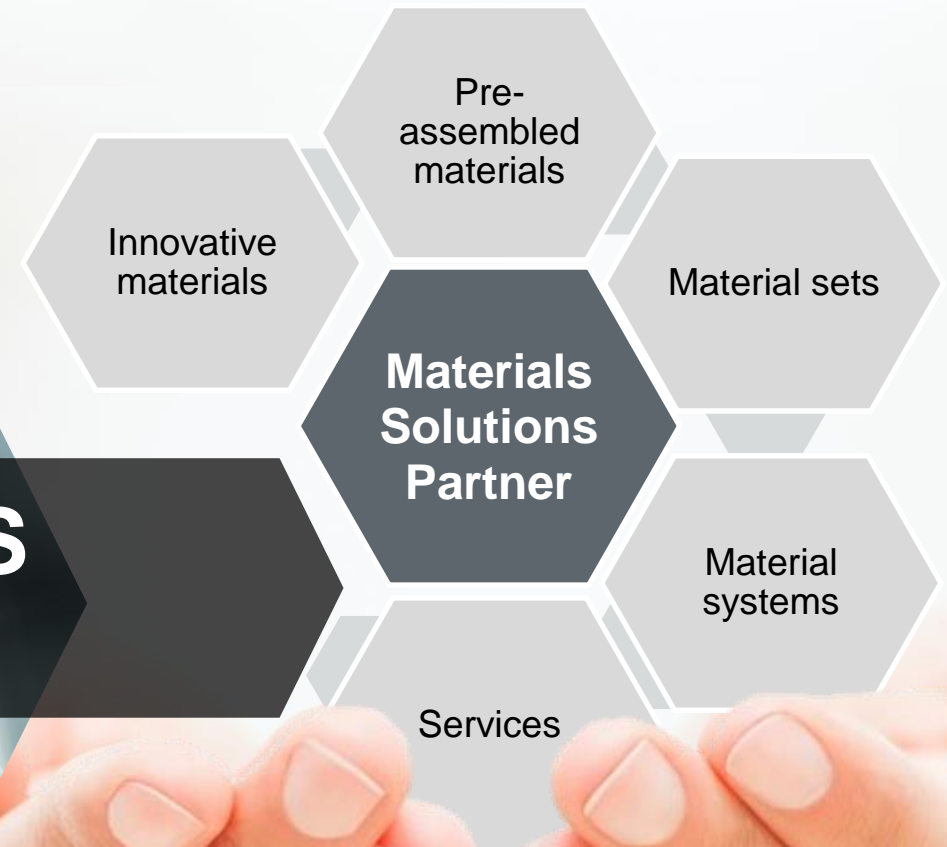 Pre-
assembled
materials
Innovative
materials
Material sets
Materials
Solutions
Partner
S
Material
systems
Services